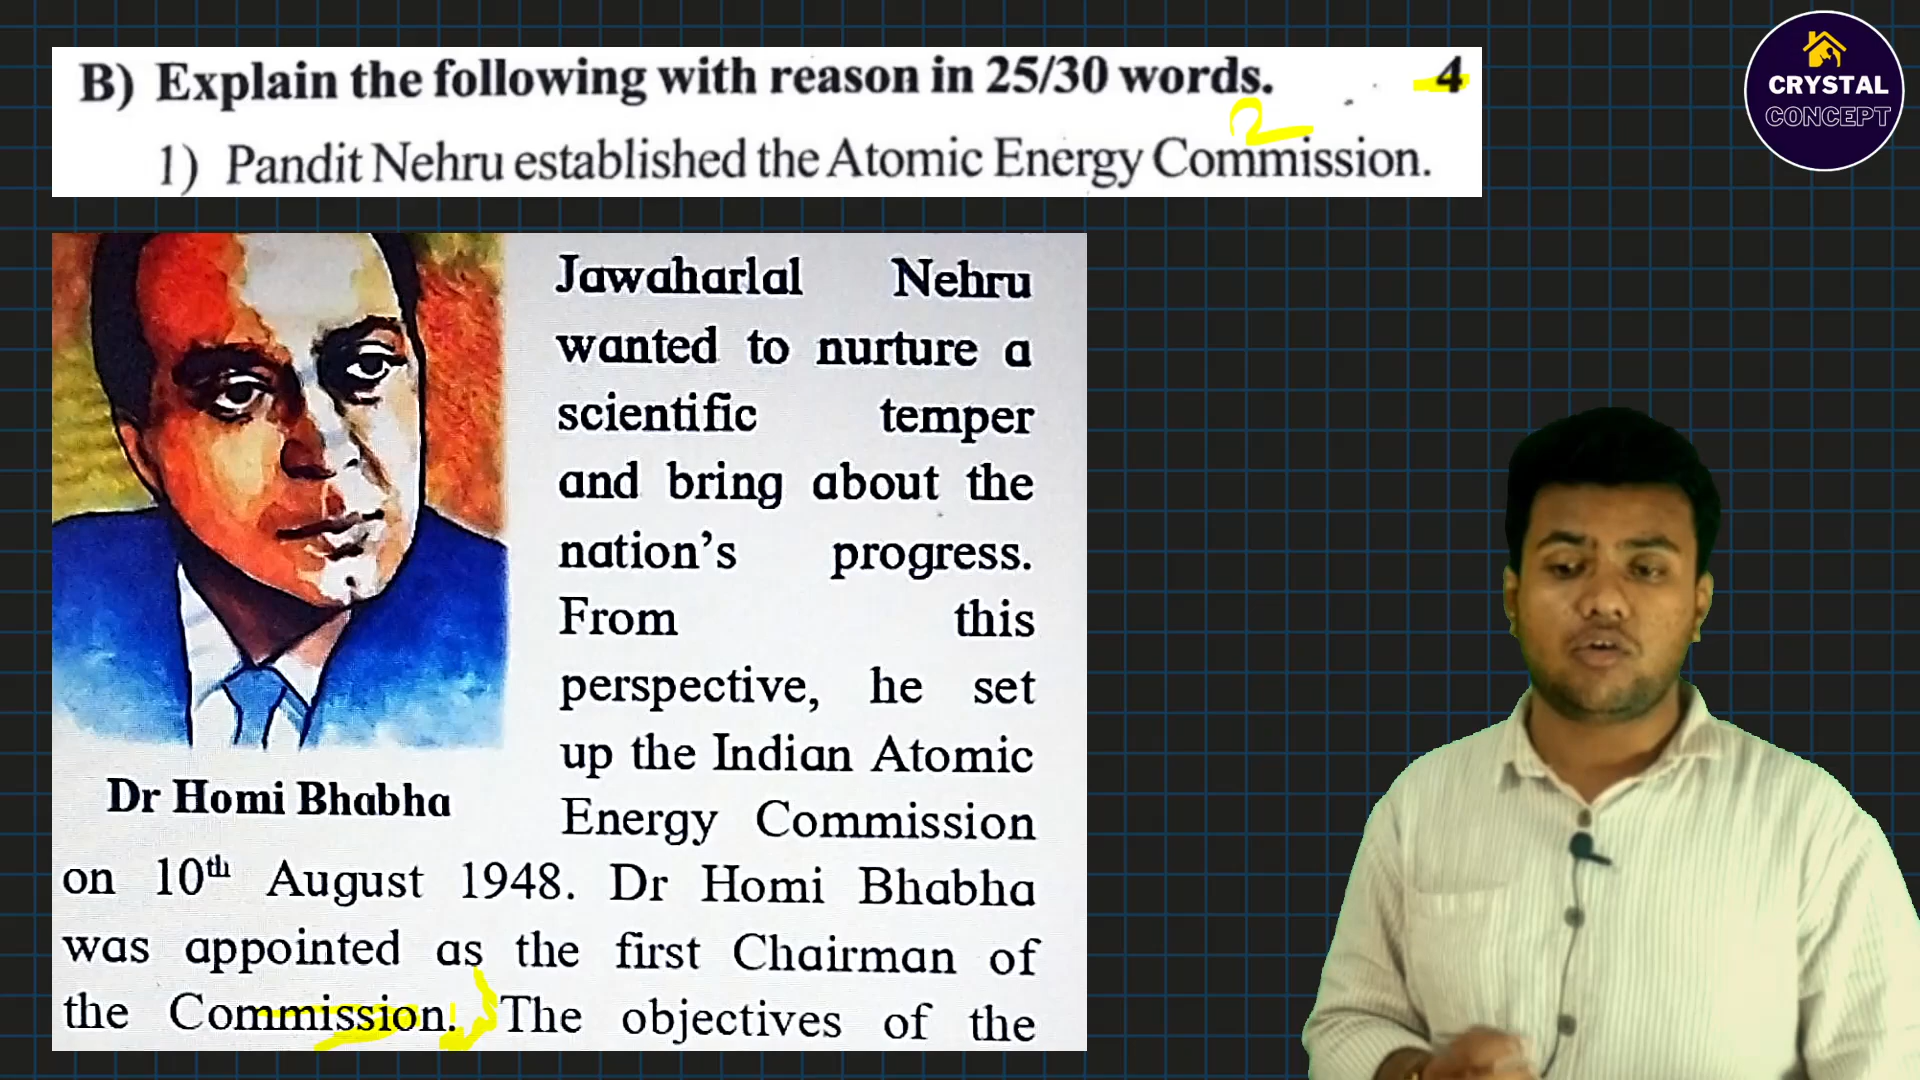 B) Explain the following with reason in 25/30 words. 4
2
1) Pandit Nehru established the Atomic Energy Commission.
CRYSTAL
CONCEPT
Jawaharlal Nehru
wanted to nurture a
scientific temper
and bring about the
nation's progress.
From this
perspective, he set
up the Indian Atomic
Dr Homi Bhabha
Energy Commission
on 10th August 1948. Dr Homi Bhabha
was appointed as the first Chairman of
the Commission. The objectives of the